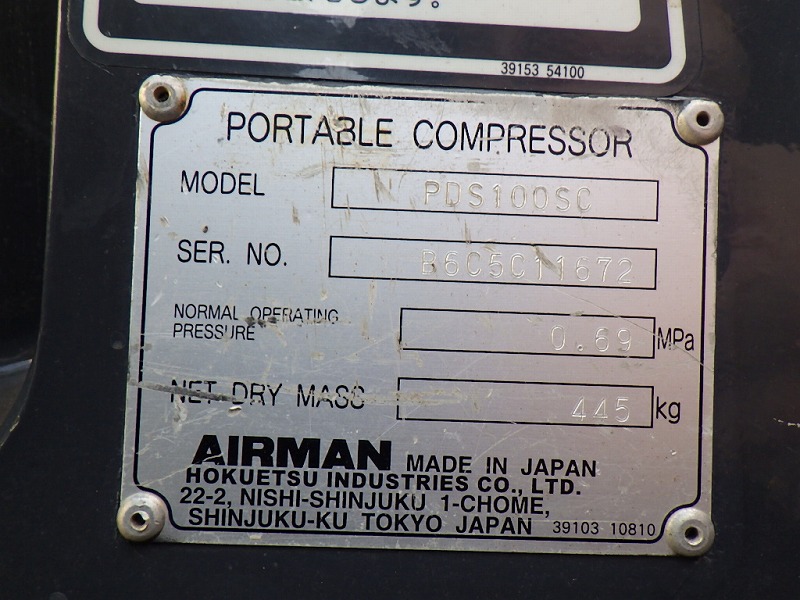 39153 54100
PORTABLE COMPRESSOR
MODEL PDS100SC
SER. NO. B6C5C11672
NORMAL OPERATING
PRESSURE 0.69 MPa
NET DRY MASS 445 kg
AIRMAN MADE IN JAPAN
HOKUETSU INDUSTRIES CO., LTD.
22-2, NISHI-SHINJUKU 1-CHOME,
SHINJUKU-KU TOKYO JAPAN 39103 10810